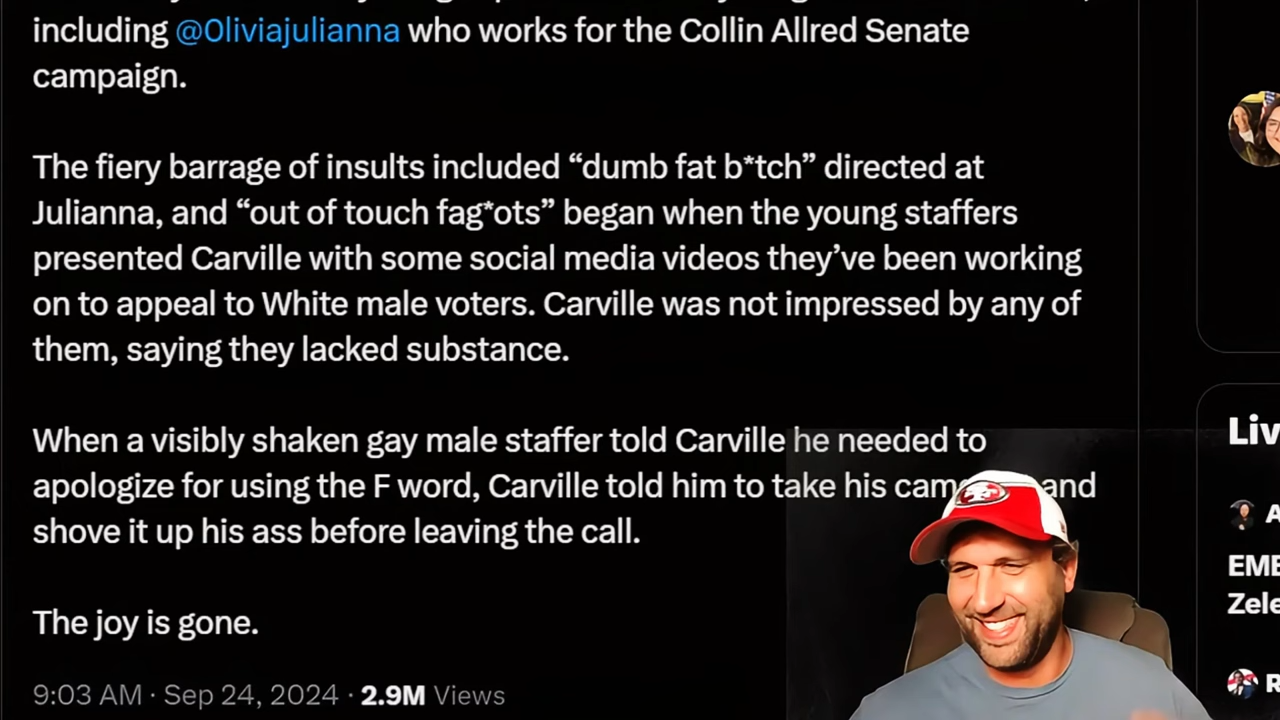 including @Oliviajulianna who works for the Collin Allred Senate
campaign.
The fiery barrage of insults included “dumb fat b*tch” directed at
Julianna, and “out of touch fag*ots” began when the young staffers
presented Carville with some social media videos they’ve been working
on to appeal to White male voters. Carville was not impressed by any of
them, saying they lacked substance.
When a visibly shaken gay male staffer told Carville he needed to
apologize for using the F word, Carville told him to take his and
shove it up his ass before leaving the call.
The joy is gone.
9:03 AM · Sep 24, 2024 · 2.9M Views
Liv
A
EME
Zele
R